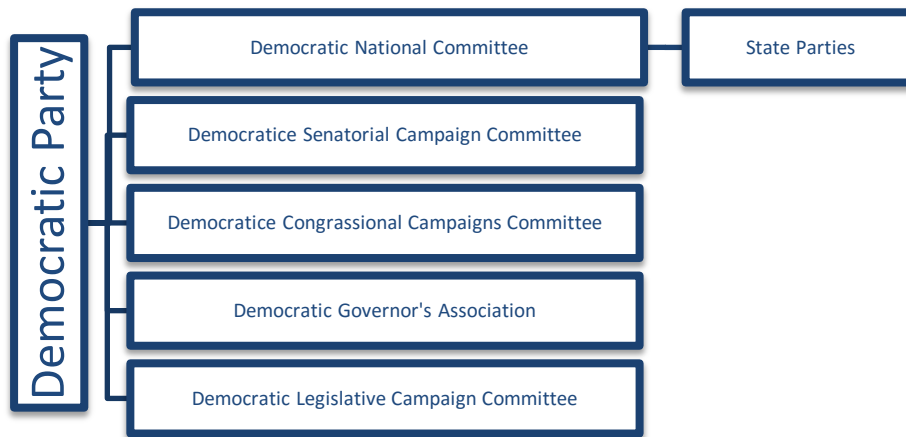 Democratic Party
Democratic National Committee
State Parties
Democratice Senatorial Campaign Committee
Democratice Congrassional Campaigns Committee
Democratic Governor's Association
Democratic Legislative Campaign Committee